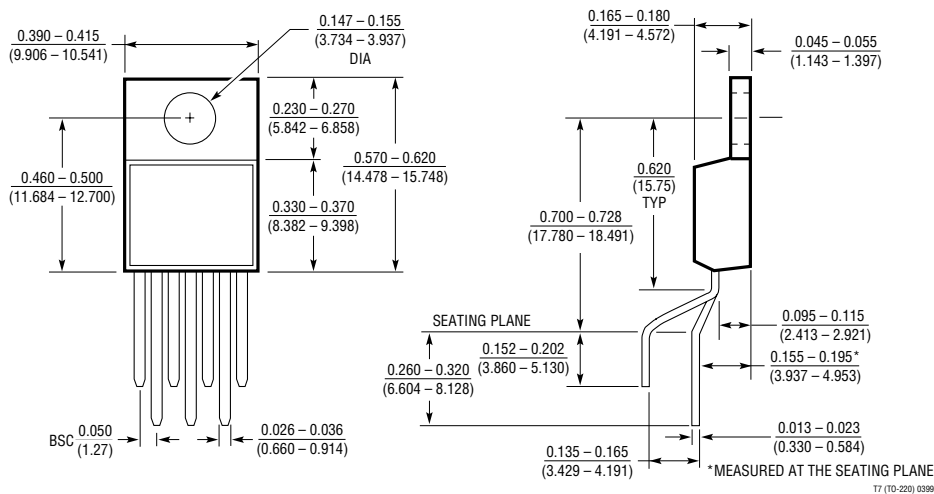 0.390 – 0.415
(9.906 – 10.541)
0.147 – 0.155
(3.734 – 3.937)
DIA
0.230 – 0.270
(5.842 – 6.858)
0.570 – 0.620
(14.478 – 15.748)
0.460 – 0.500
(11.684 – 12.700)
0.330 – 0.370
(8.382 – 9.398)
BSC
0.050
(1.27)
0.026 – 0.036
(0.660 – 0.914)
0.165 – 0.180
(4.191 – 4.572)
0.045 – 0.055
(1.143 – 1.397)
0.620
(15.75)
TYP
0.700 – 0.728
(17.780 – 18.491)
SEATING PLANE
0.152 – 0.202
(3.860 – 5.130)
0.260 – 0.320
(6.604 – 8.128)
0.095 – 0.115
(2.413 – 2.921)
0.155 – 0.195*
(3.937 – 4.953)
0.013 – 0.023
(0.330 – 0.584)
0.135 – 0.165
(3.429 – 4.191)
*MEASURED AT THE SEATING PLANE
T7 (TO-220) 0399